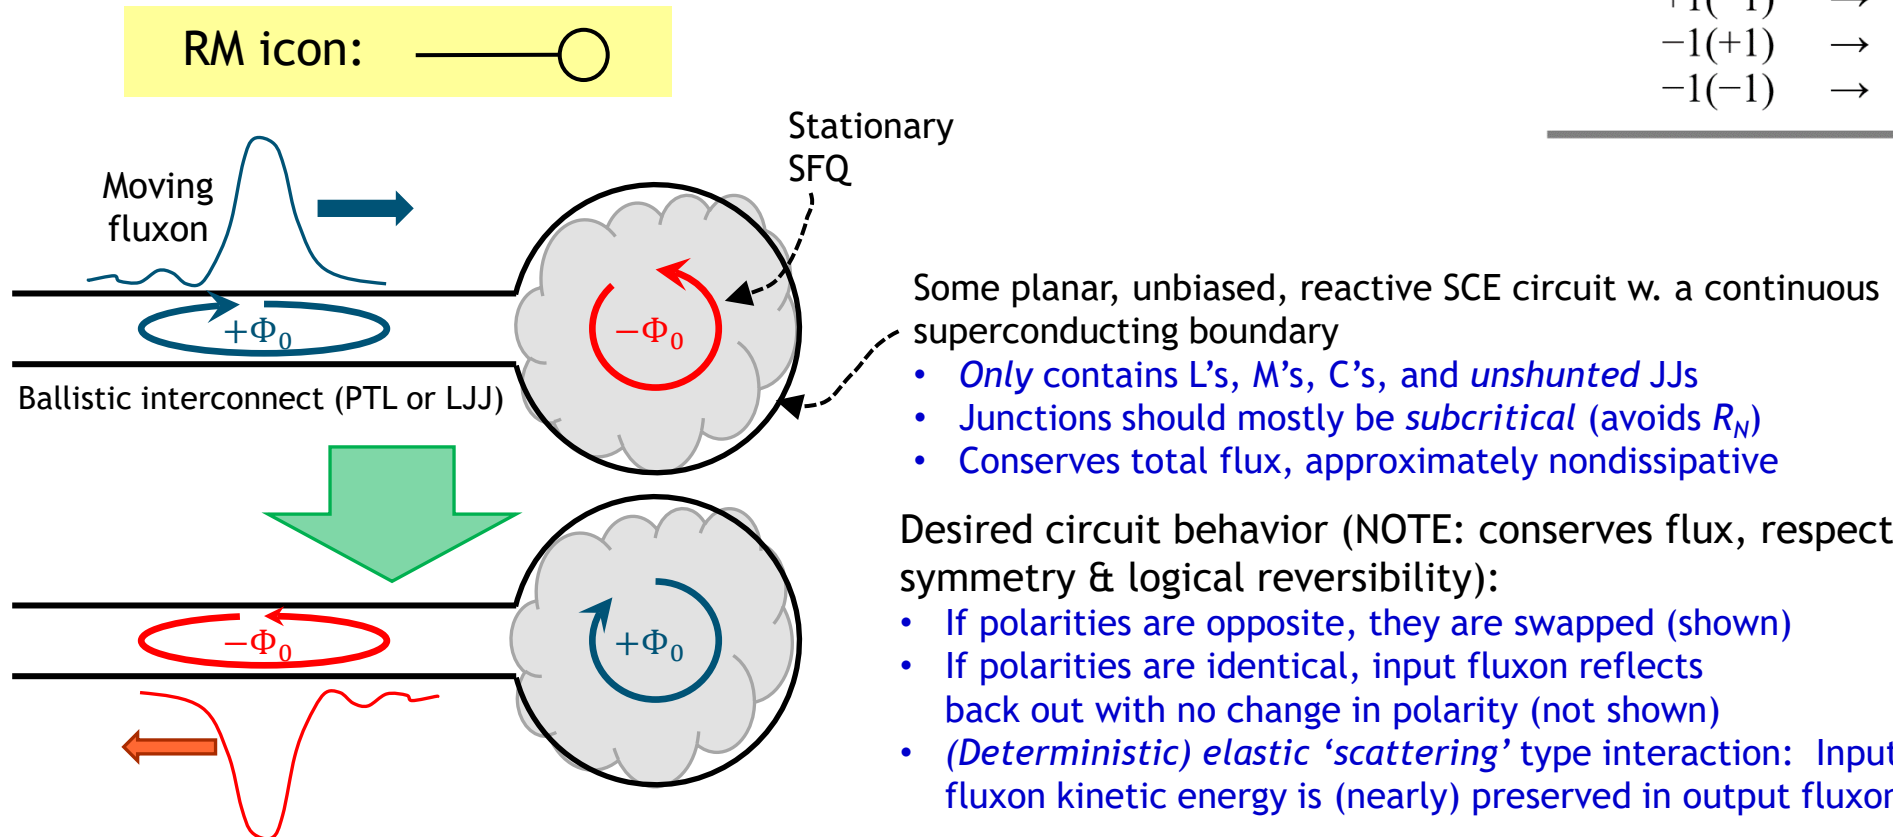 RM icon:
+1(−1) →
−1(+1) →
−1(−1) →
Stationary
SFQ
Moving
fluxon
+Φ₀
−Φ₀
Ballistic interconnect (PTL or LJJ)
Some planar, unbiased, reactive SCE circuit w. a continuous
superconducting boundary
• Only contains L's, M's, C's, and unshunted JJs
• Junctions should mostly be subcritical (avoids R_N)
• Conserves total flux, approximately nondissipative
Desired circuit behavior (NOTE: conserves flux, respect
symmetry & logical reversibility):
• If polarities are opposite, they are swapped (shown)
• If polarities are identical, input fluxon reflects
back out with no change in polarity (not shown)
• (Deterministic) elastic ‘scattering’ type interaction: Input
fluxon kinetic energy is (nearly) preserved in output fluxon
−Φ₀
+Φ₀